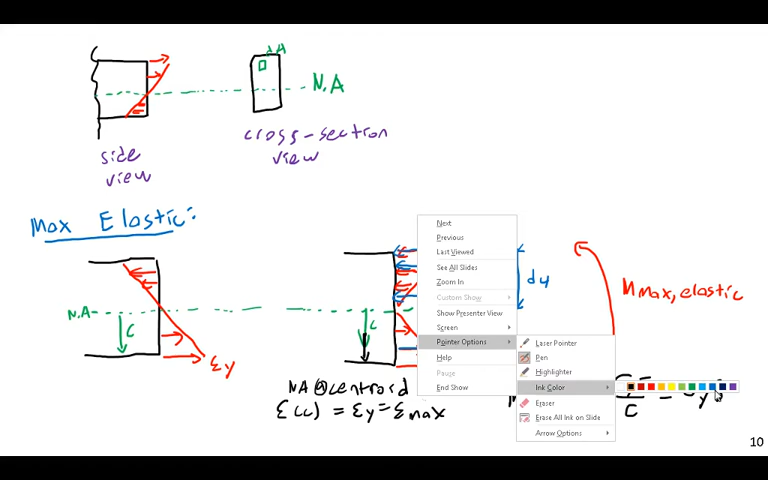 dA
N.A
side
view
cross-section
view
Max Elastic:
N.A
c
εy
c
dy
Mmax, elastic
NA @ centroid
ε(c) = εy = εmax
c
=
Next
Previous
Last Viewed
See All Slides
Zoom In
Custom Show
Show Presenter View
Screen
Pointer Options
Help
Pause
End Show
Laser Pointer
Pen
Highlighter
Ink Color
Eraser
Erase All Ink on Slide
Arrow Options
10